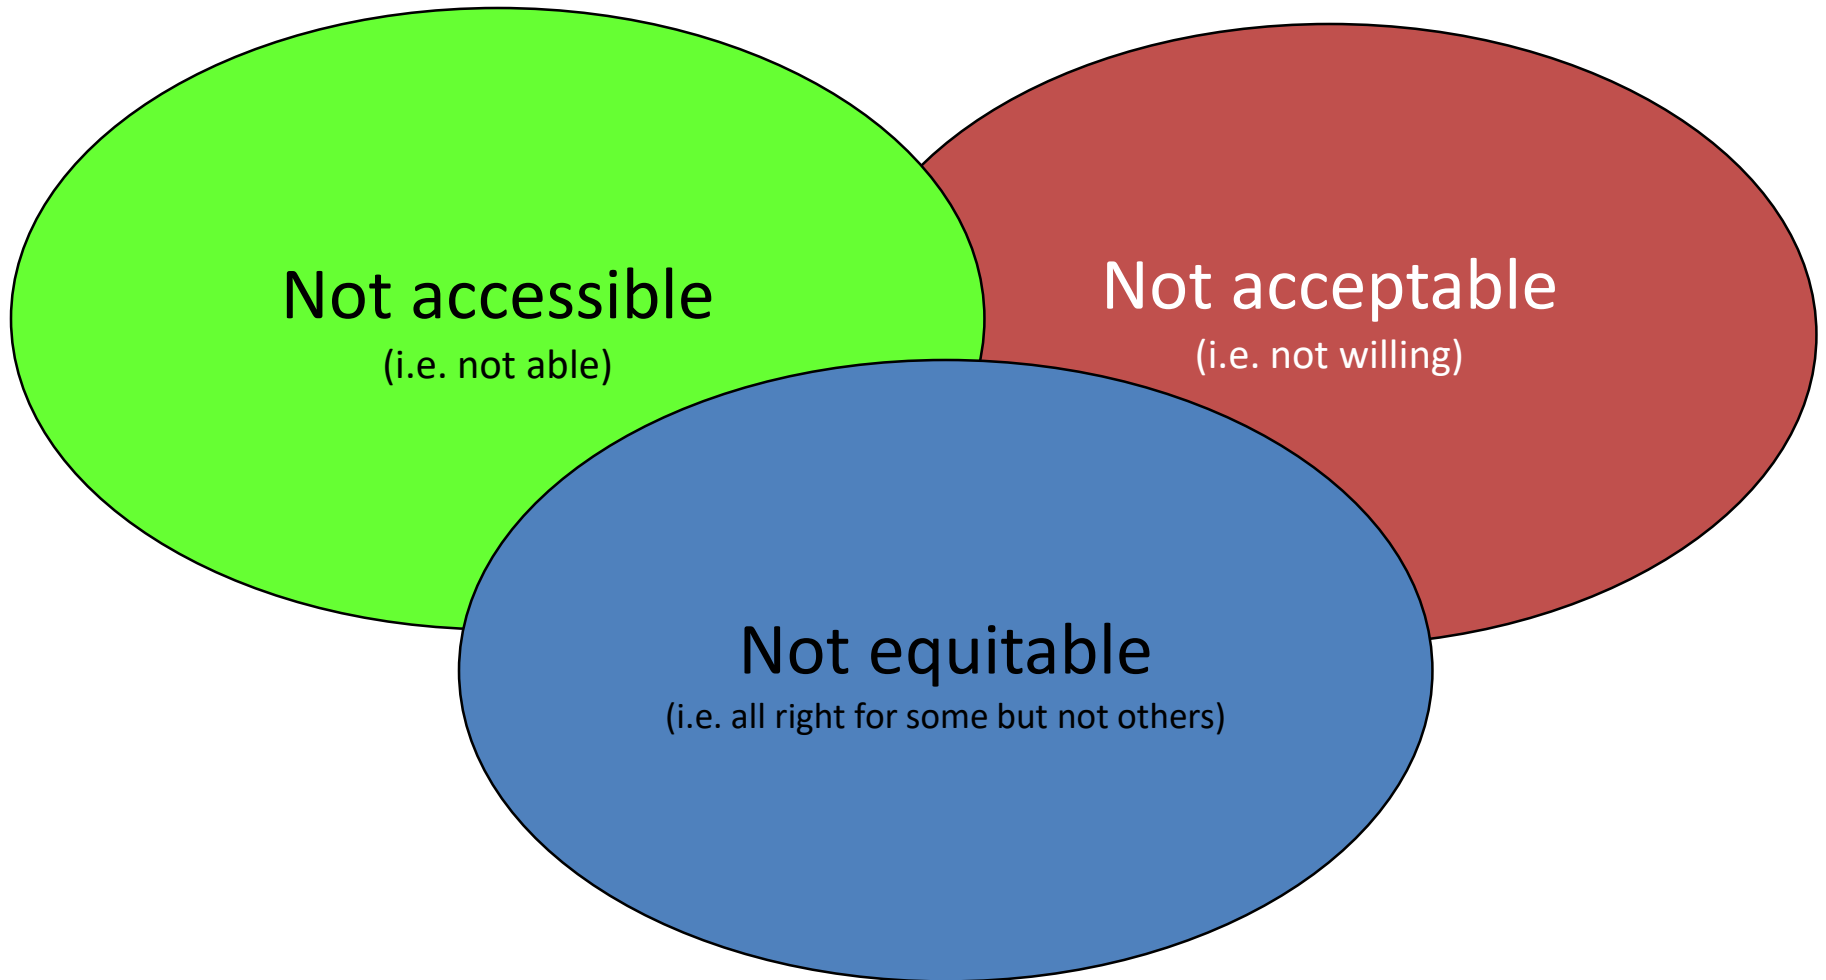 Not accessible
(i.e. not able)
Not acceptable
(i.e. not willing)
Not equitable
(i.e. all right for some but not others)